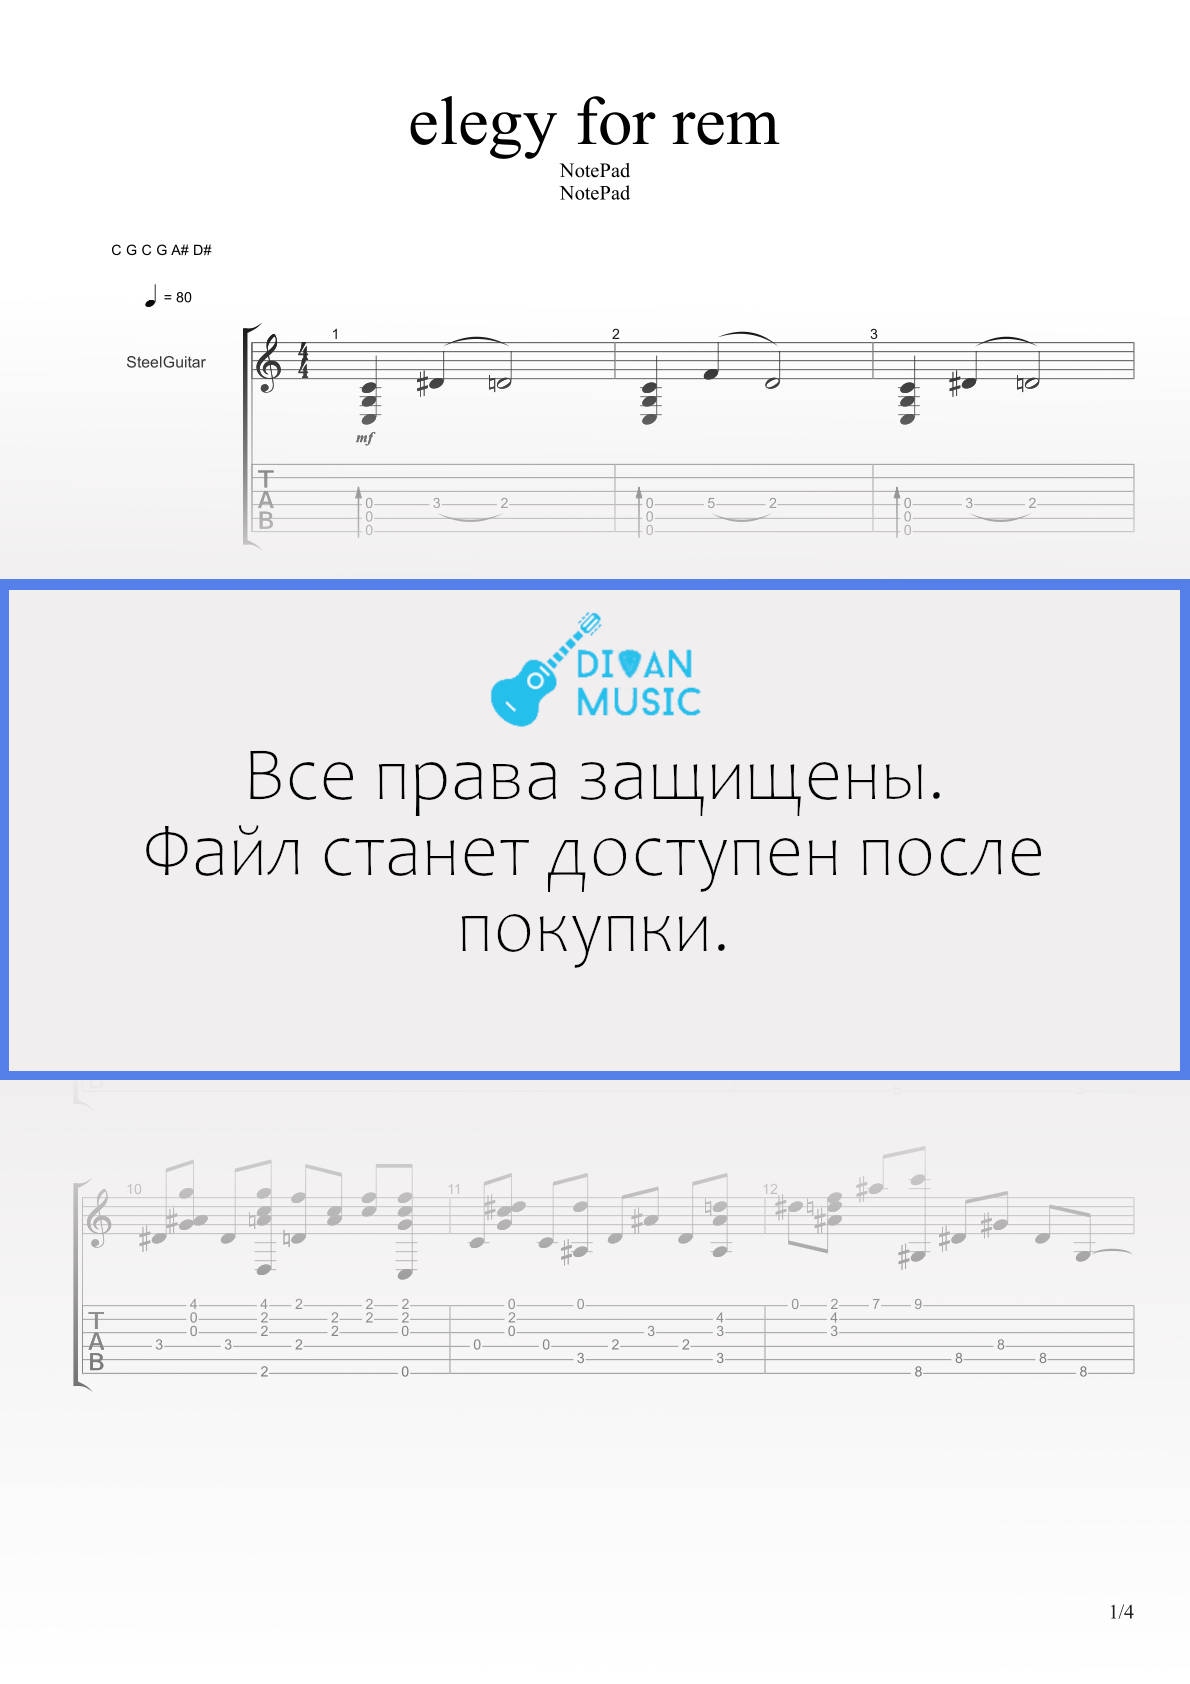 elegy for rem
NotePad
NotePad
C G C G A# D#
= 80
SteelGuitar
1 2 3
4
4
mf
T
A
B
0 3 2 0 5 2 0 3 2
0 0 0
0 0 0
DIVAN
MUSIC
Все права защищены.
Файл станет доступен после
покупки.
10 11 12
4 4 2 2 2 0 0 0 2 7 9
0 2 2 2 2 2 4 4
0 2 2 0 0 3 3 3
3 3 2 0 0 2 2 8
3 3 8 8
2 0 8 8
T
A
B
1/4